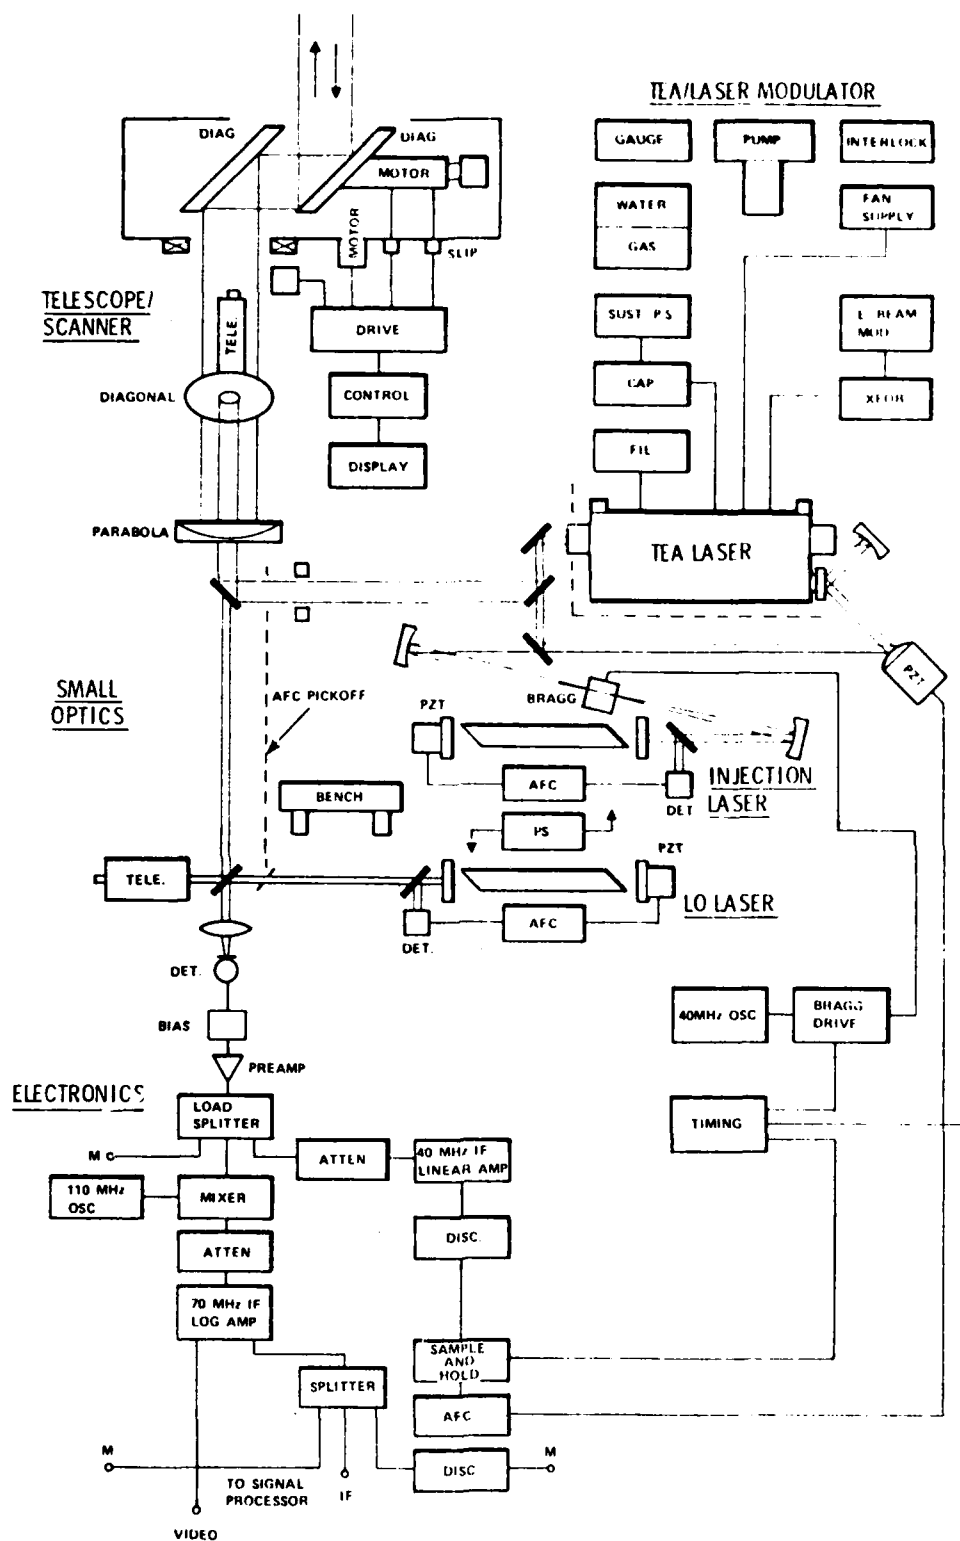 TEA/LASER MODULATOR
DIAG
DIAG
GAUGE
PUMP
INTERLOCK
MOTOR
MOTOR
SLIP
WATER
GAS
FAN
SUPPLY
TELESCOPE/
SCANNER
TELE.
DRIVE
SUST P.S
E BEAM
MOD
DIAGONAL
CONTROL
CAP
XFOR
DISPLAY
FIL
PARABOLA
TEA LASER
SMALL
OPTICS
AFC PICKOFF
BRAGG
PZT
PZT
AFC
DET
INJECTION
LASER
BENCH
PS
TELE.
PZT
LO LASER
AFC
DET.
DET.
BIAS
40MHz OSC
BRAGG
DRIVE
PREAMP
ELECTRONICS
LOAD
SPLITTER
TIMING
M
ATTEN
40 MHz IF
LINEAR AMP
110 MHz
OSC
MIXER
DISC.
ATTEN
70 MHz IF
LOG AMP
SAMPLE
AND
HOLD
SPLITTER
AFC
M
DISC
M
TO SIGNAL
PROCESSOR
IF
VIDEO